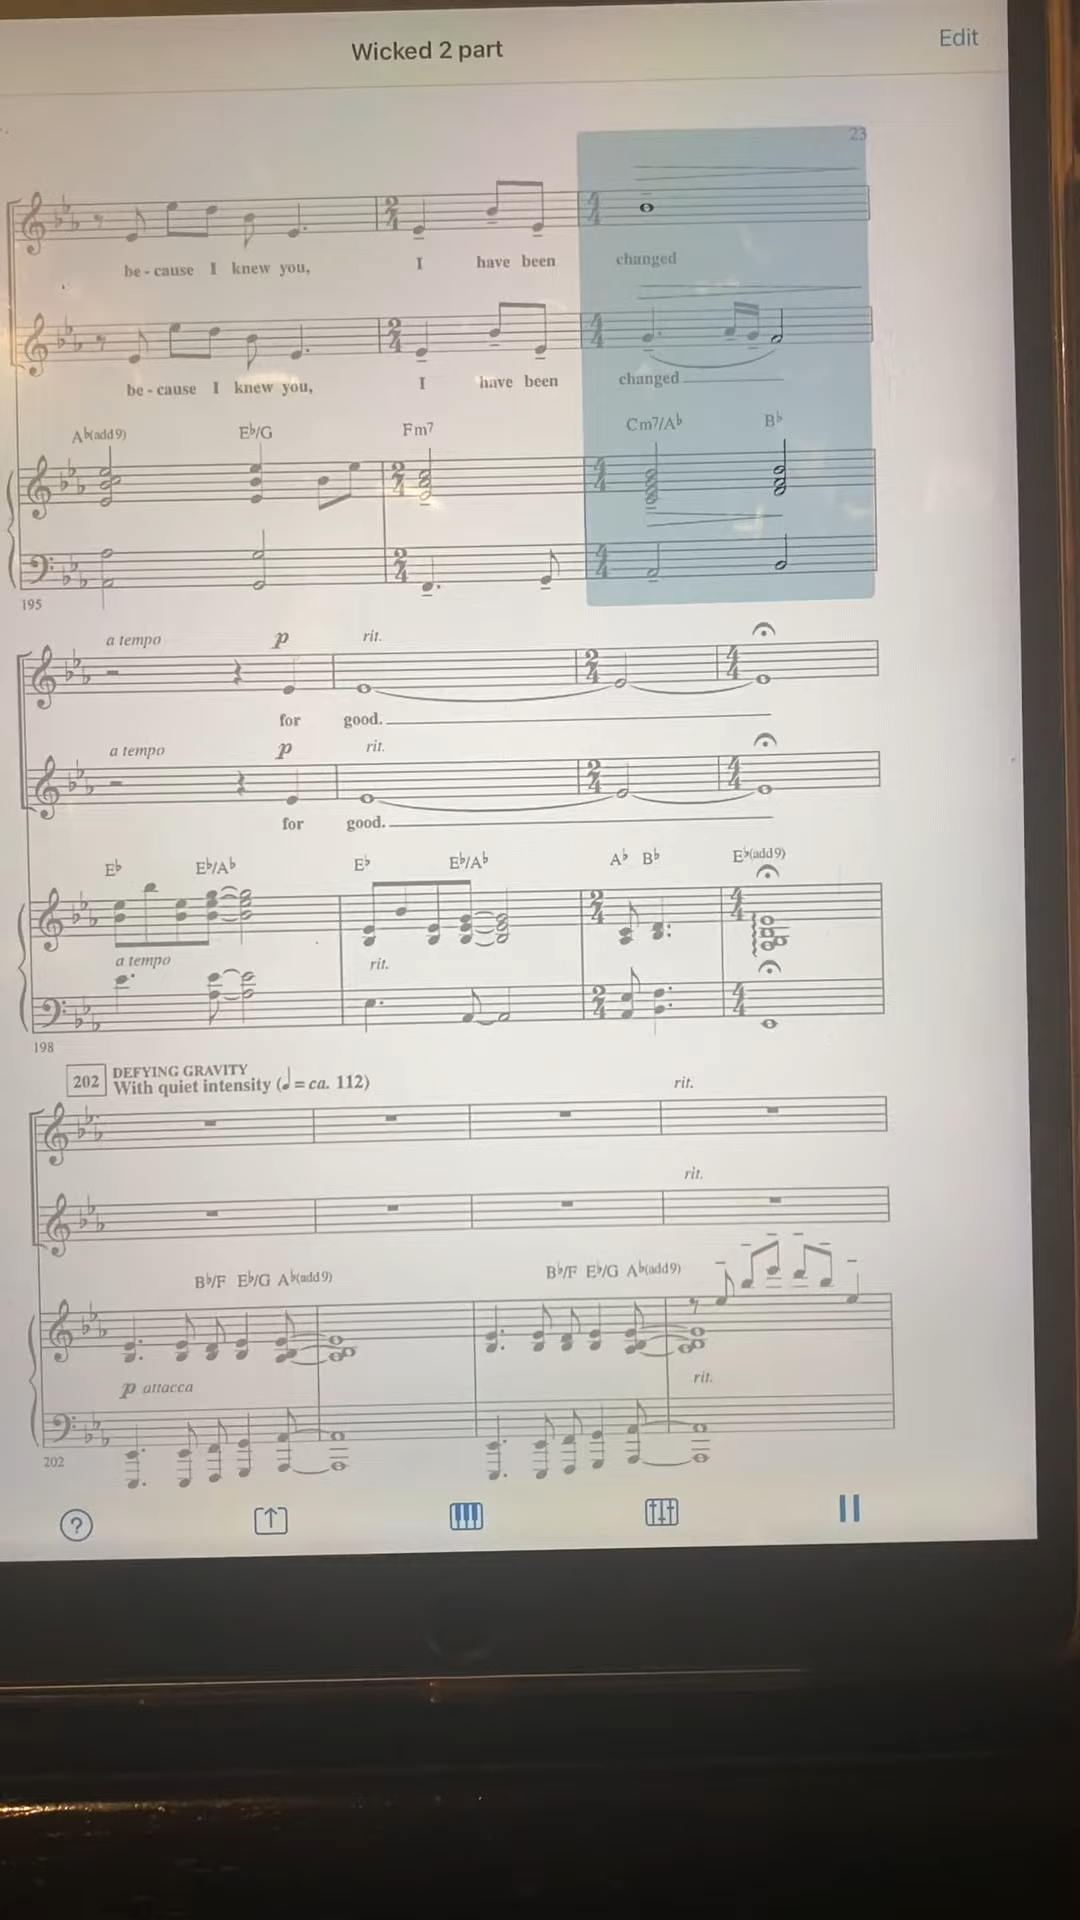 Wicked 2 part
Edit
23
be - cause I knew you, I have been changed
be - cause I knew you, I have been changed
A♭(add9) E♭/G Fm7 Cm7/A♭ B♭
195
a tempo p rit.
for good.
a tempo p rit.
for good.
E♭ E♭/A♭ E♭ E♭/A♭ A♭ B♭ E♭(add9)
a tempo rit.
198
202 DEFYING GRAVITY
With quiet intensity (♩ = ca. 112) rit.
rit.
B♭/F E♭/G A♭(add9) B♭/F E♭/G A♭(add9)
p attacca rit.
202
?